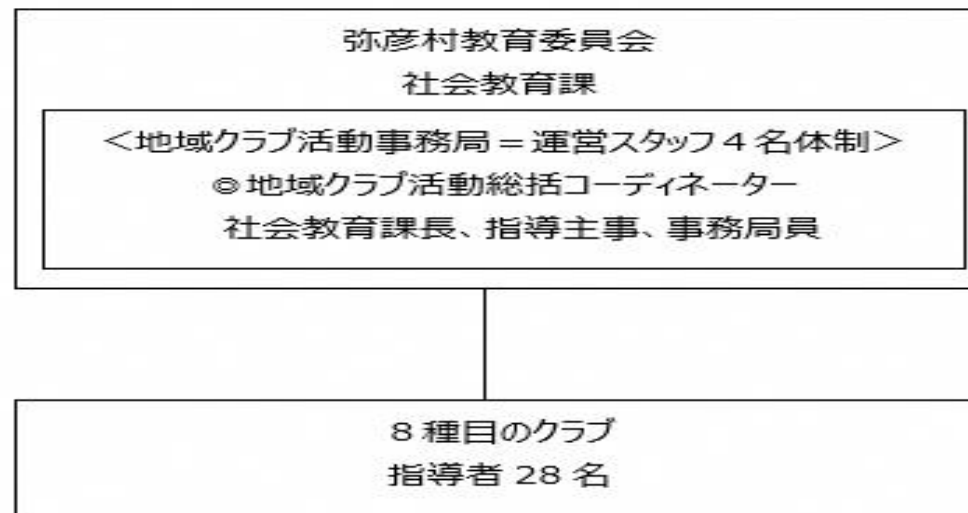 弥彦村教育委員会
社会教育課
＜地域クラブ活動事務局＝運営スタッフ４名体制＞
◎地域クラブ活動総括コーディネーター
社会教育課長、指導主事、事務局員
８種目のクラブ
指導者 28 名